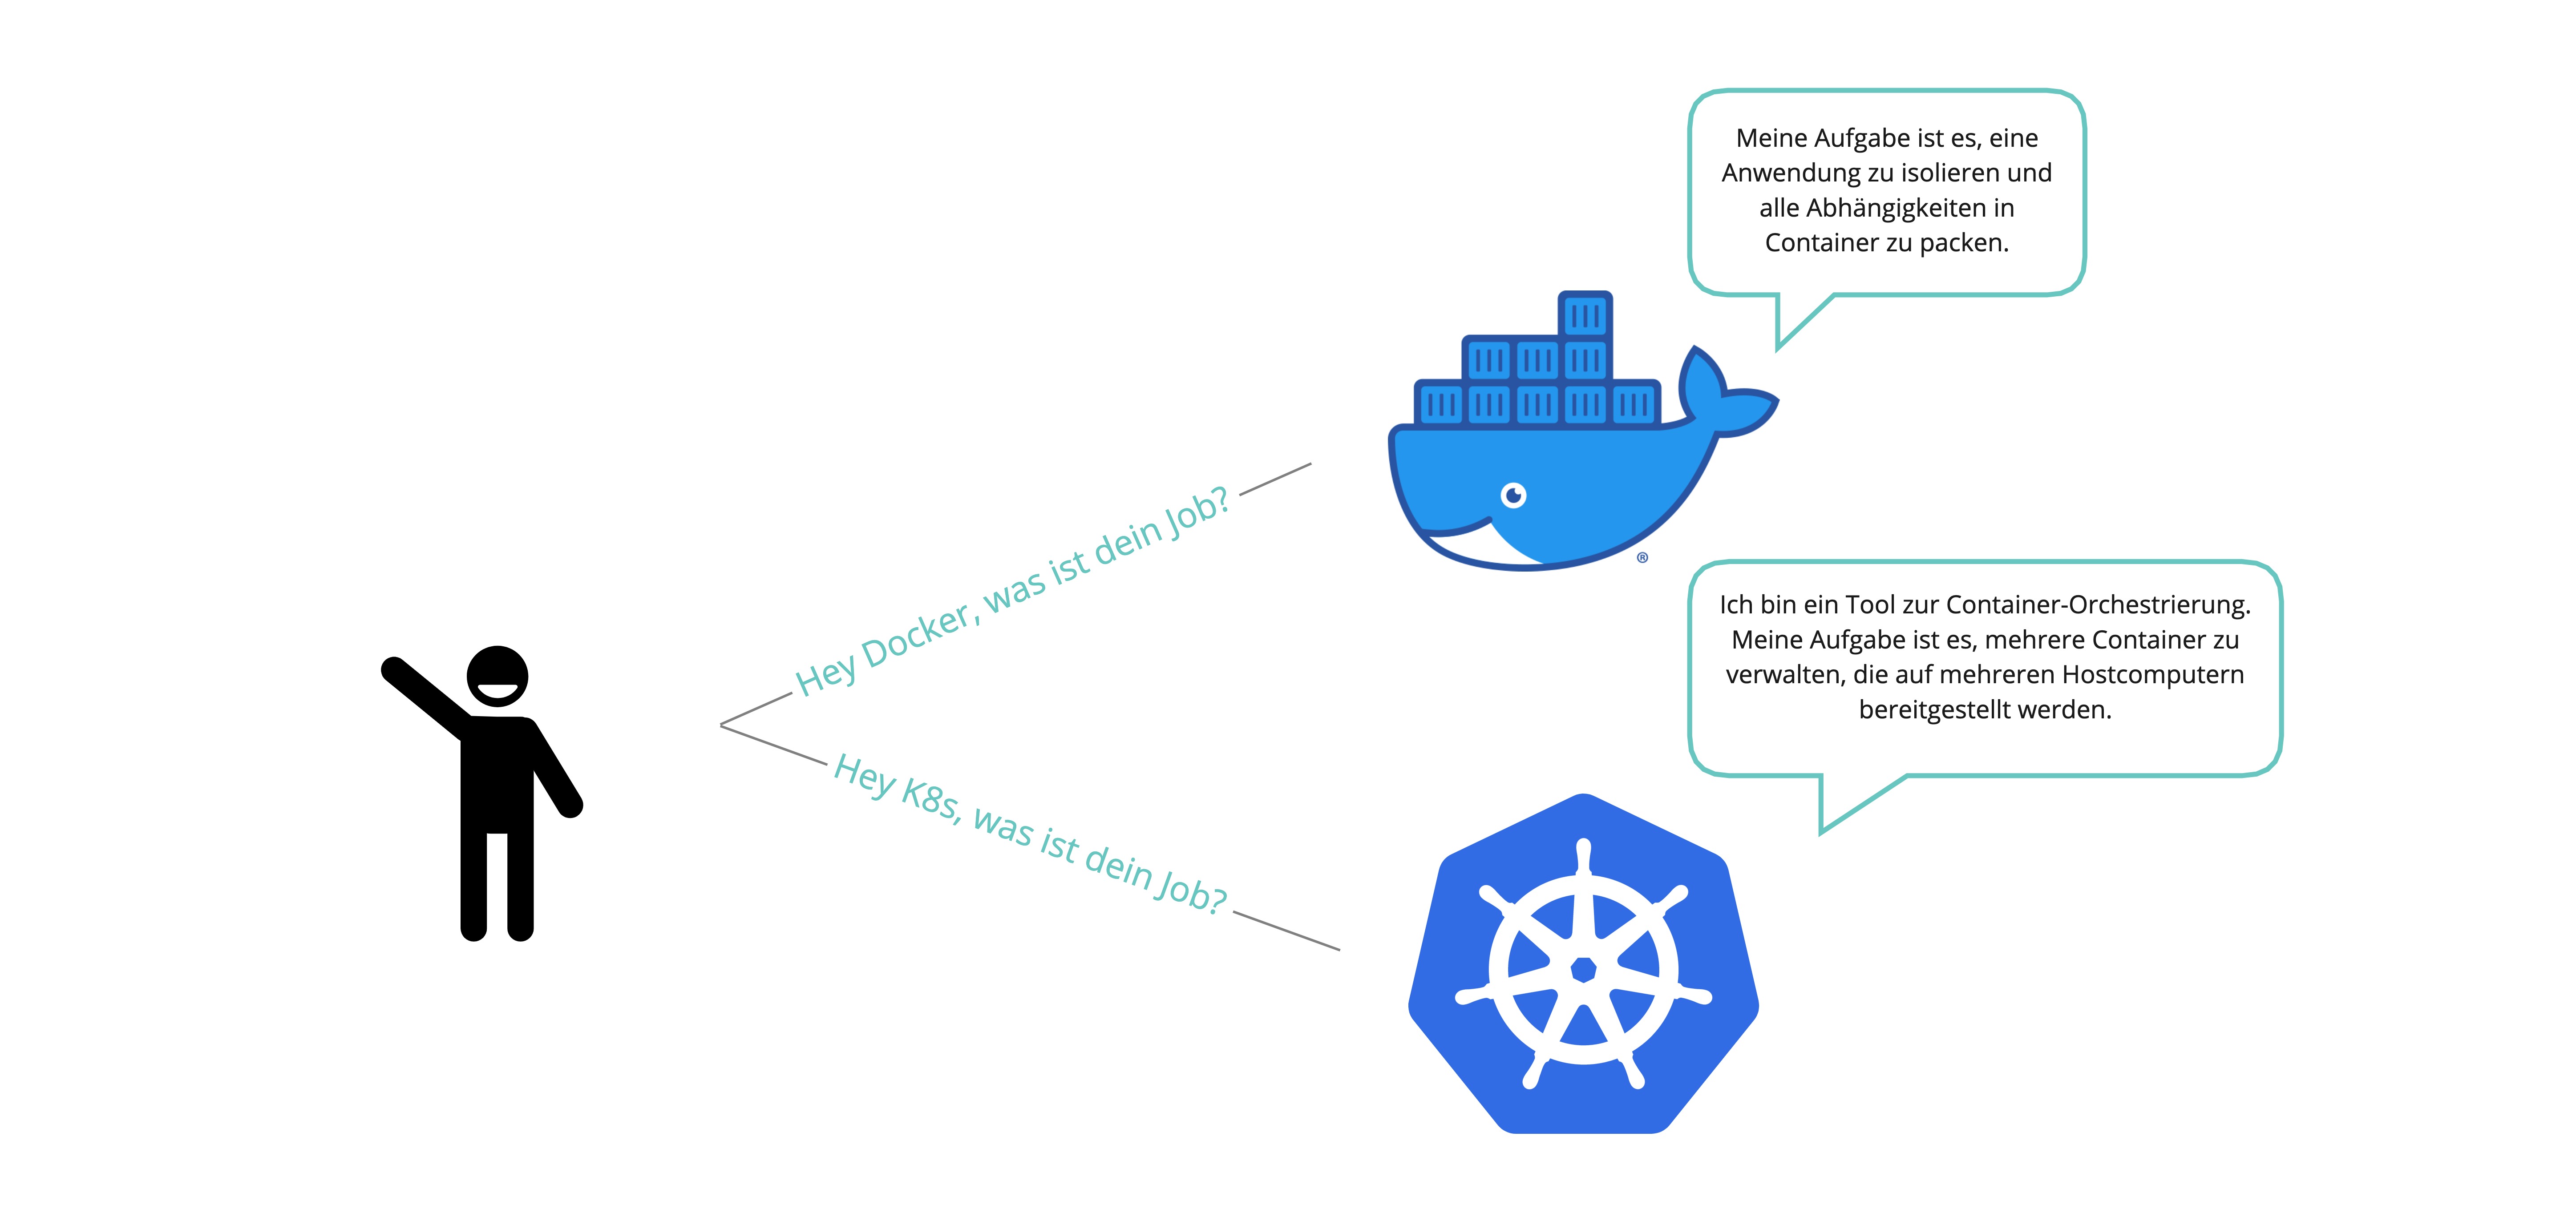 Meine Aufgabe ist es, eine
Anwendung zu isolieren und
alle Abhängigkeiten in
Container zu packen.
Hey Docker, was ist dein Job?
®
Ich bin ein Tool zur Container-Orchestrierung.
Meine Aufgabe ist es, mehrere Container zu
verwalten, die auf mehreren Hostcomputern
bereitgestellt werden.
Hey K8s, was ist dein Job?